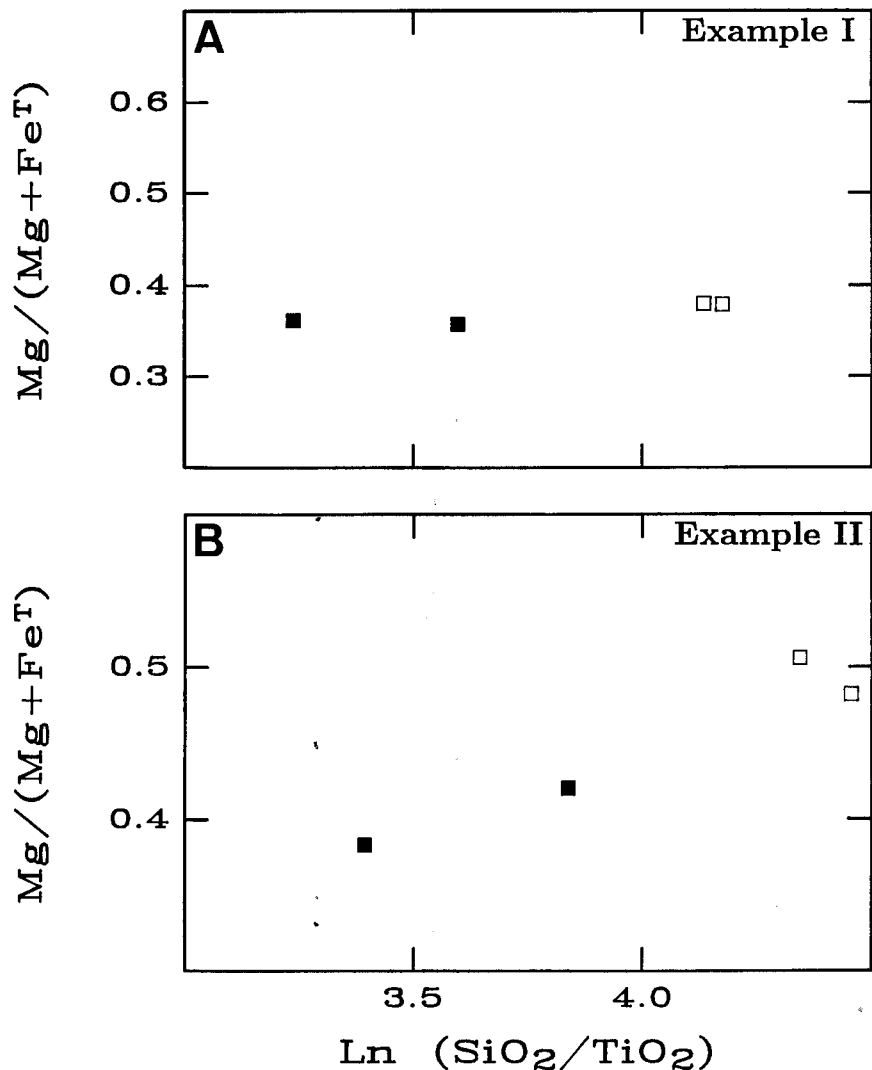 A
Example I
Mg/(Mg+Feᵀ)
0.6
0.5
0.4
0.3
B
Example II
Mg/(Mg+Feᵀ)
0.5
0.4
3.5 4.0
Ln (SiO₂/TiO₂)